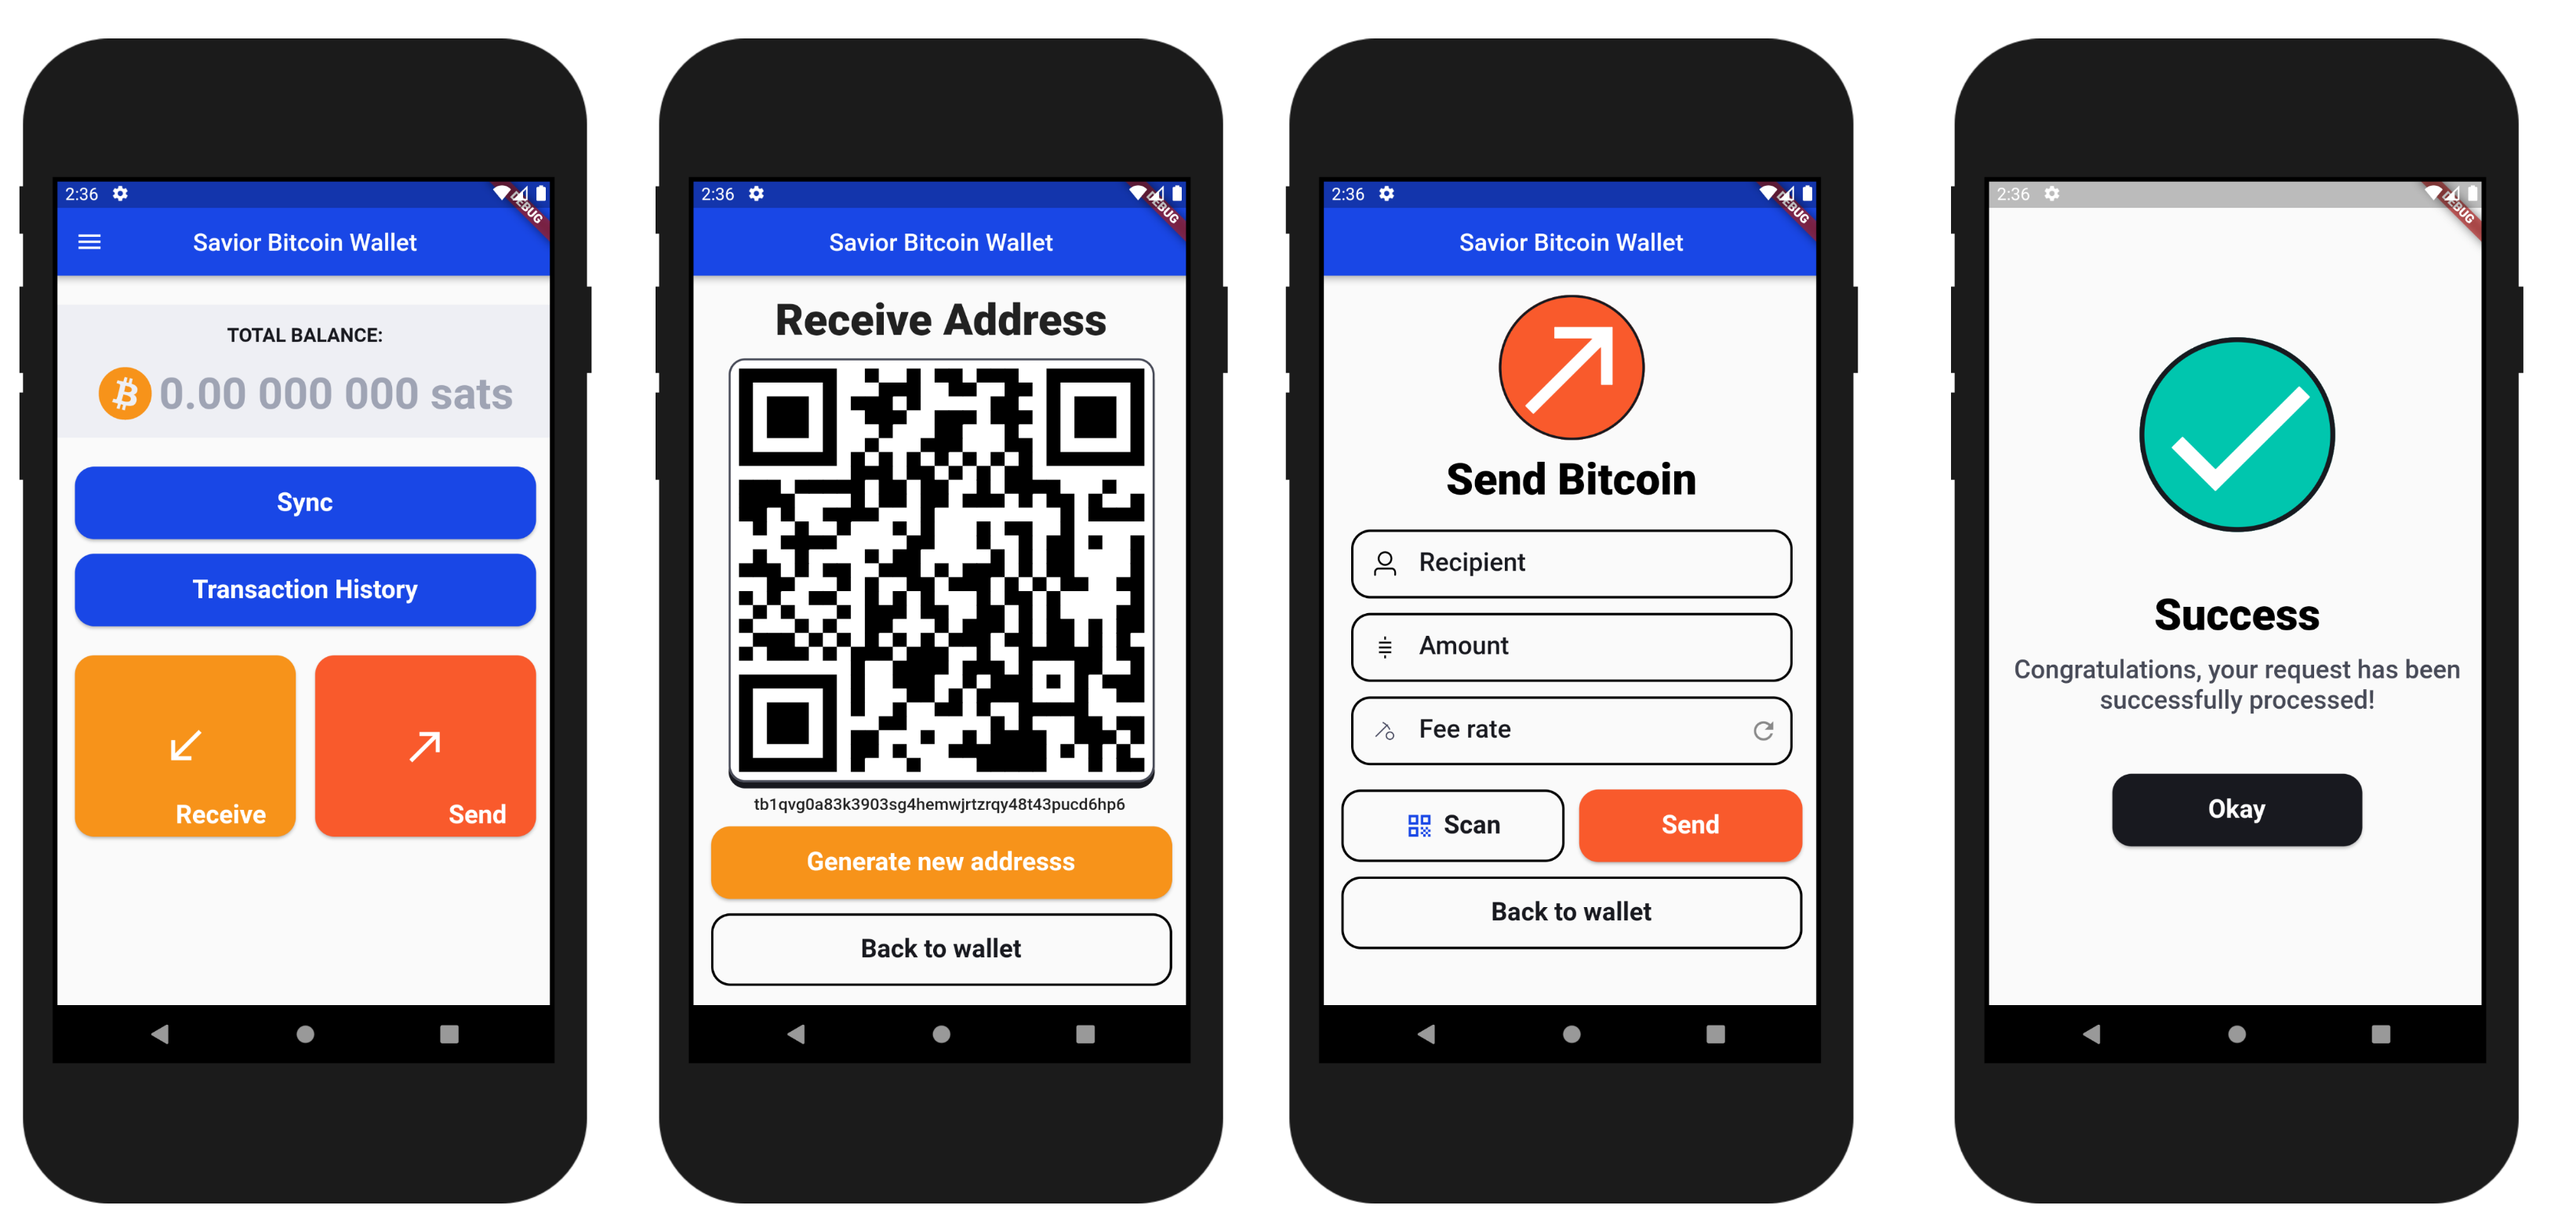 2:36
DEBUG
Savior Bitcoin Wallet
TOTAL BALANCE:
0.00 000 000 sats
Sync
Transaction History
Receive
Send
2:36
DEBUG
Savior Bitcoin Wallet
Receive Address
tb1qvg0a83k3903sg4hemwjrtzrqy48t43pucd6hp6
Generate new addresss
Back to wallet
2:36
DEBUG
Savior Bitcoin Wallet
Send Bitcoin
Recipient
Amount
Fee rate
Scan
Send
Back to wallet
2:36
DEBUG
Success
Congratulations, your request has been
successfully processed!
Okay